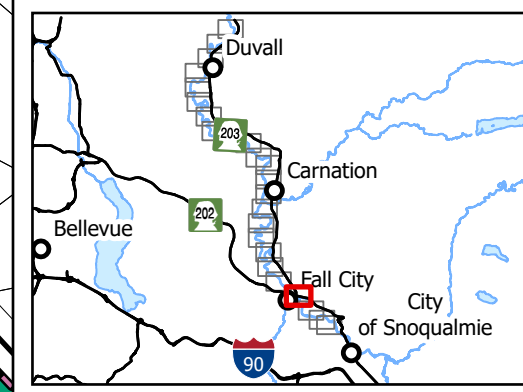 Duvall
203
Carnation
202
Bellevue
Fall City
City
of Snoqualmie
90